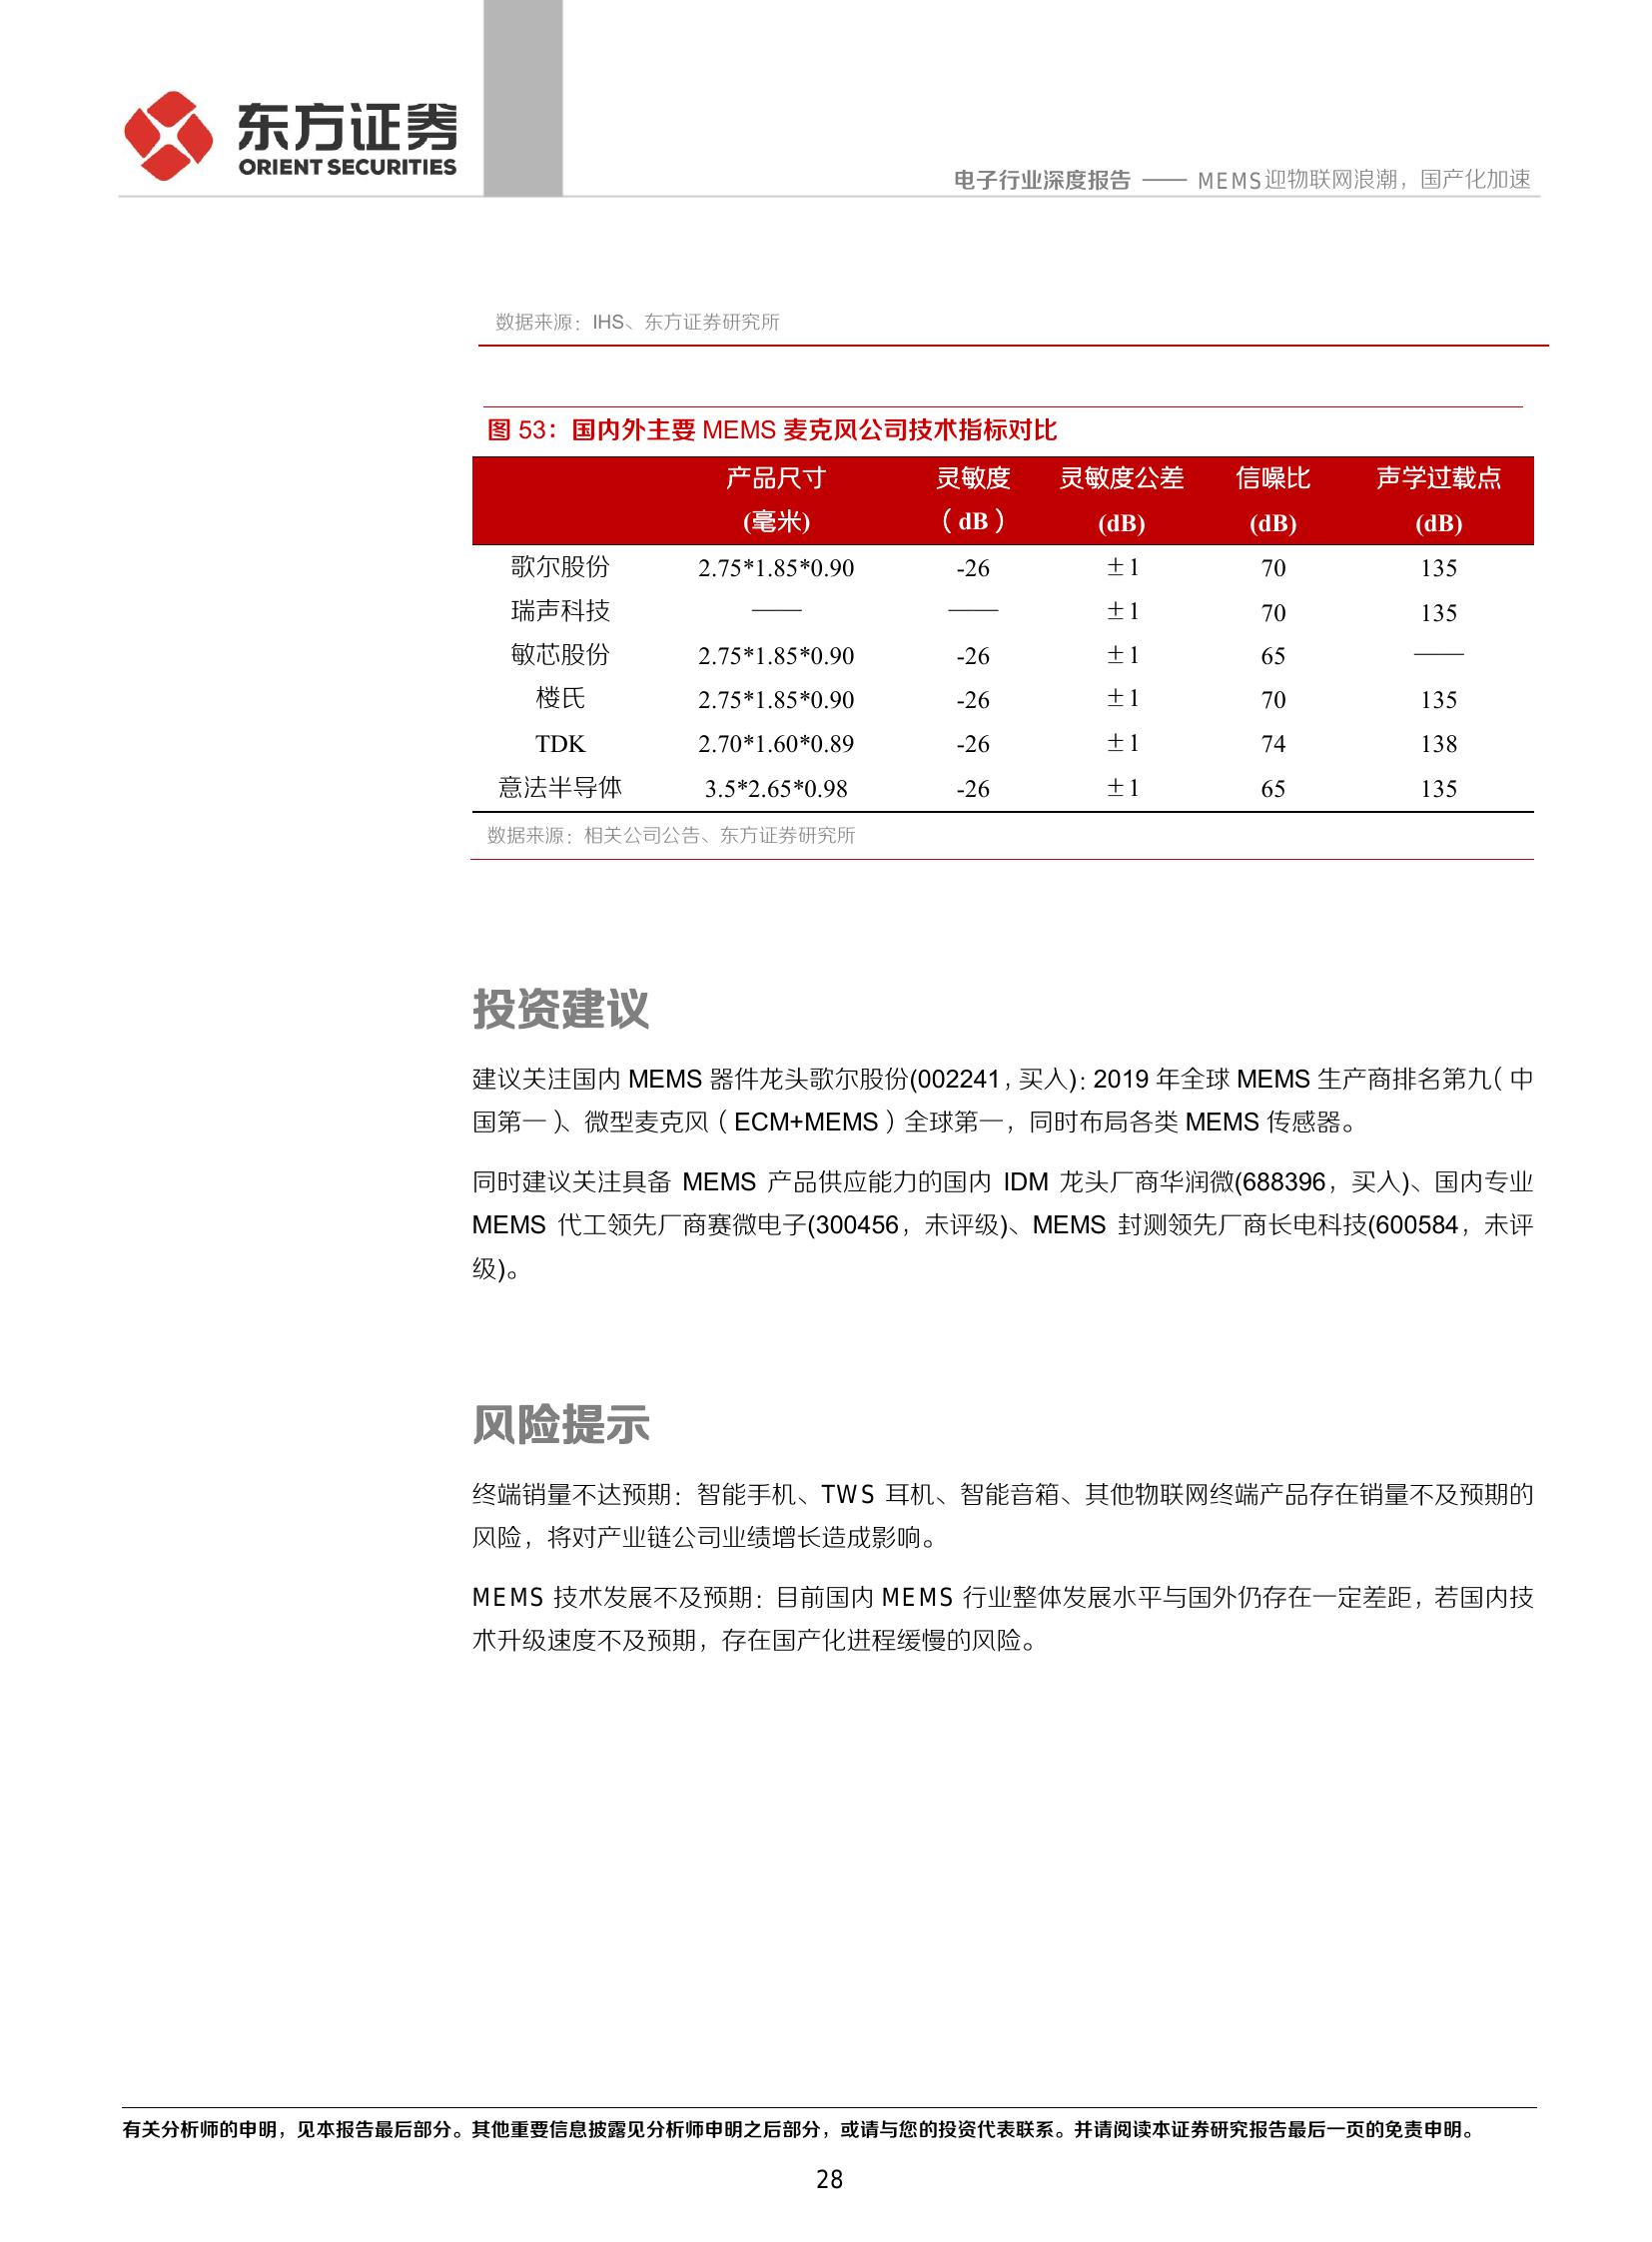 东方证券
ORIENT SECURITIES
电子行业深度报告 —— MEMS迎物联网浪潮，国产化加速
数据来源：IHS、东方证券研究所
图 53：国内外主要 MEMS 麦克风公司技术指标对比
产品尺寸 灵敏度 灵敏度公差 信噪比 声学过载点
(毫米) （dB） (dB) (dB) (dB)
歌尔股份 2.75*1.85*0.90 -26 ±1 70 135
瑞声科技 —— —— ±1 70 135
敏芯股份 2.75*1.85*0.90 -26 ±1 65 ——
楼氏 2.75*1.85*0.90 -26 ±1 70 135
TDK 2.70*1.60*0.89 -26 ±1 74 138
意法半导体 3.5*2.65*0.98 -26 ±1 65 135
数据来源：相关公司公告、东方证券研究所
投资建议
建议关注国内 MEMS 器件龙头歌尔股份(002241，买入)：2019 年全球 MEMS 生产商排名第九（中
国第一）、微型麦克风（ECM+MEMS）全球第一，同时布局各类 MEMS 传感器。
同时建议关注具备 MEMS 产品供应能力的国内 IDM 龙头厂商华润微(688396，买入)、国内专业
MEMS 代工领先厂商赛微电子(300456，未评级)、MEMS 封测领先厂商长电科技(600584，未评
级)。
风险提示
终端销量不达预期：智能手机、TWS 耳机、智能音箱、其他物联网终端产品存在销量不及预期的
风险，将对产业链公司业绩增长造成影响。
MEMS 技术发展不及预期：目前国内 MEMS 行业整体发展水平与国外仍存在一定差距，若国内技
术升级速度不及预期，存在国产化进程缓慢的风险。
有关分析师的申明，见本报告最后部分。其他重要信息披露见分析师申明之后部分，或请与您的投资代表联系。并请阅读本证券研究报告最后一页的免责申明。
28